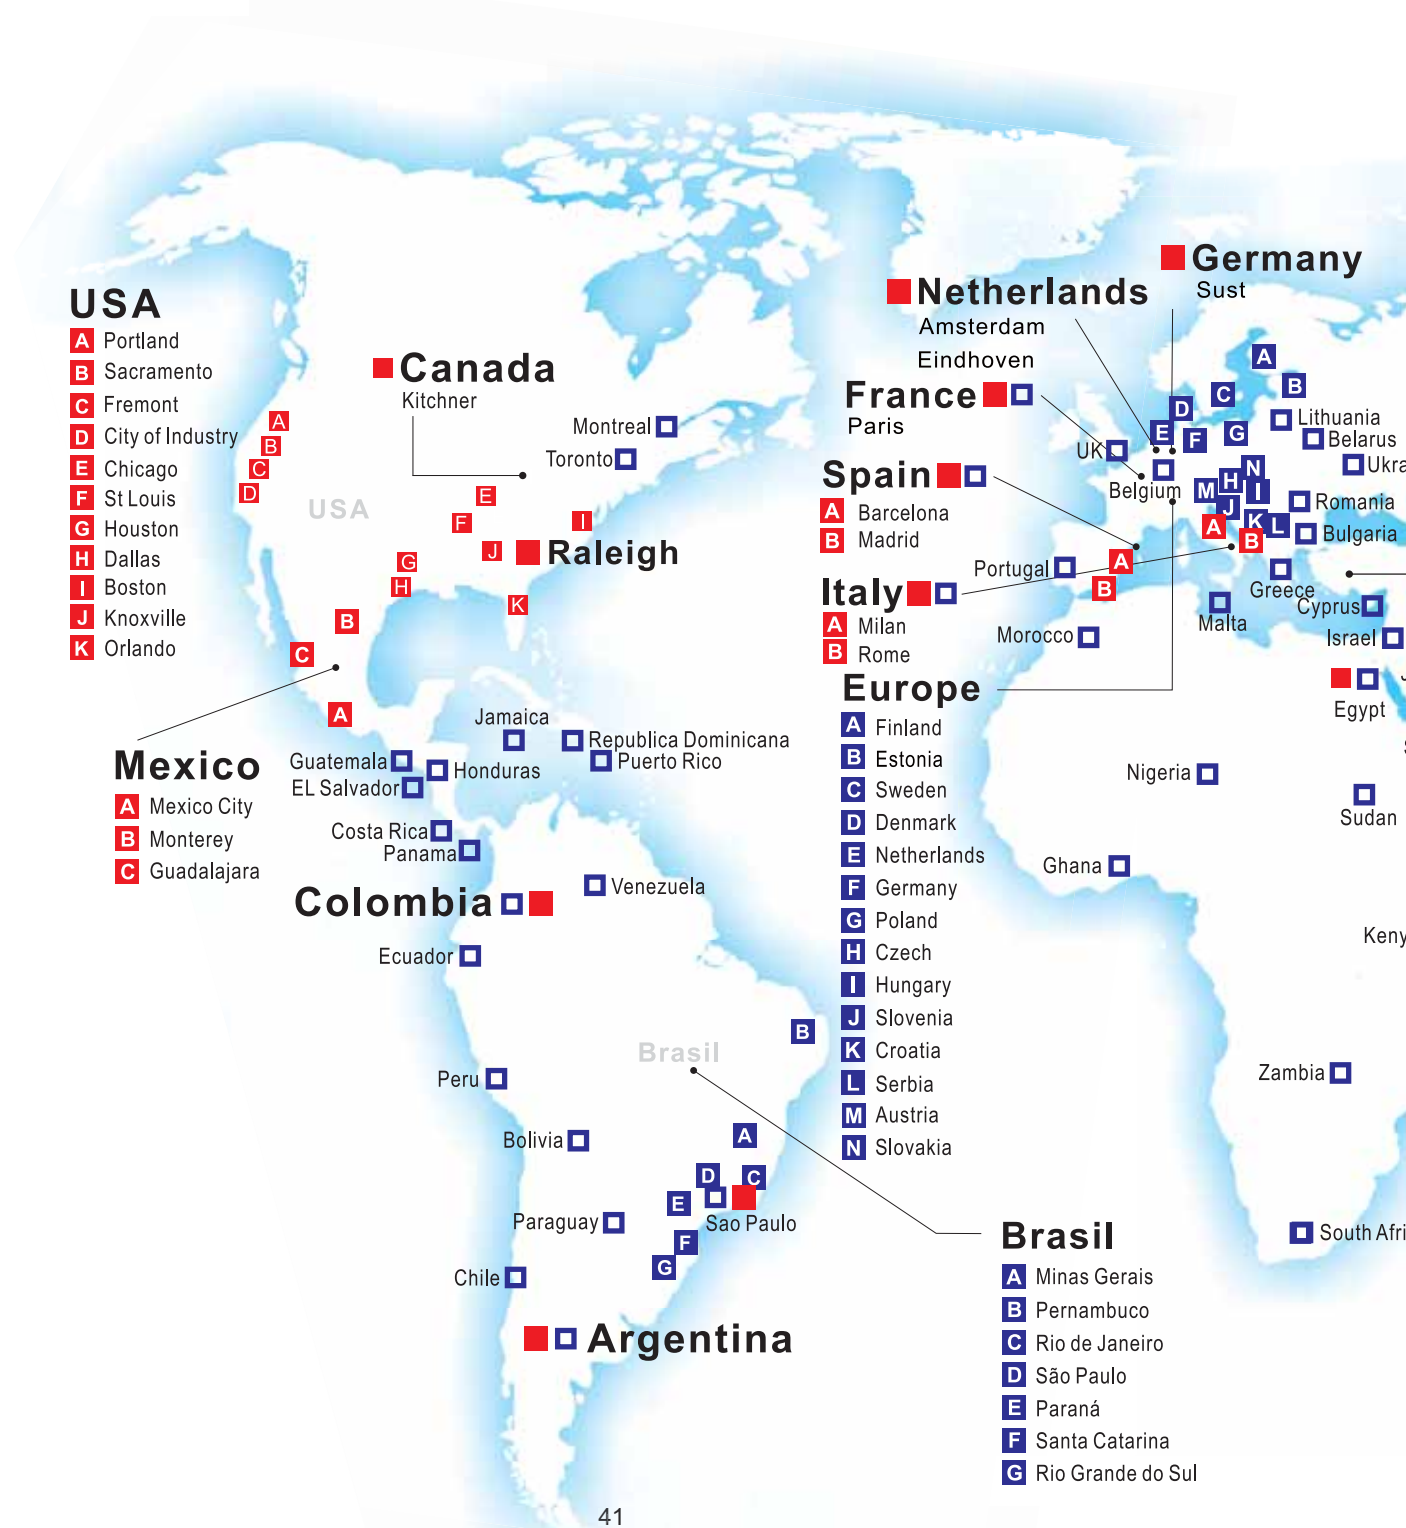 USA
A Portland
B Sacramento
C Fremont
D City of Industry
E Chicago
F St Louis
G Houston
H Dallas
I Boston
J Knoxville
K Orlando
Canada
Kitchner
Montreal
Toronto
A
B
C
D
USA
E
F
I
J
Raleigh
G
H
K
B
C
A
Mexico
A Mexico City
B Monterey
C Guadalajara
Jamaica
Republica Dominicana
Puerto Rico
Guatemala
Honduras
EL Salvador
Costa Rica
Panama
Colombia
Venezuela
Ecuador
B
Brasil
Peru
Bolivia
A
D
C
E
Sao Paulo
Paraguay
F
G
Chile
Argentina
Germany
Sust
Netherlands
Amsterdam
Eindhoven
France
Paris
Spain
A Barcelona
B Madrid
Italy
A Milan
B Rome
A
B
C
D
Lithuania
E
F
G
Belarus
UK
Ukra
Belgium
N
H
M
I
Romania
J
K
L
A
B
Bulgaria
Portugal
A
B
Greece
Cyprus
Malta
Morocco
Israel
Egypt
Europe
A Finland
B Estonia
C Sweden
D Denmark
E Netherlands
F Germany
G Poland
H Czech
I Hungary
J Slovenia
K Croatia
L Serbia
M Austria
N Slovakia
Nigeria
Sudan
Ghana
Keny
Zambia
South Afri
Brasil
A Minas Gerais
B Pernambuco
C Rio de Janeiro
D São Paulo
E Paraná
F Santa Catarina
G Rio Grande do Sul
41